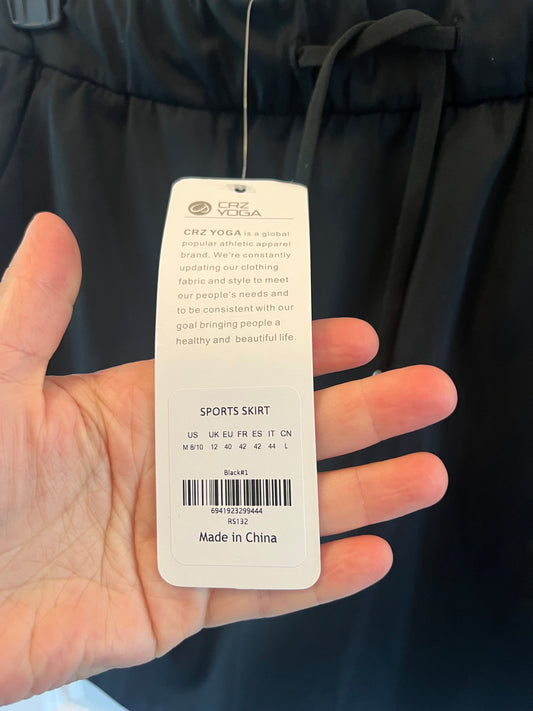 CRZ
YOGA
CRZ YOGA is a global
popular athletic apparel
brand. We're constantly
updating our clothing
fabric and style to meet
our people's needs and
to be consistent with our
goal bringing people a
healthy and beautiful life.
SPORTS SKIRT
US UK EU FR ES IT CN
M 8/10 12 40 42 42 44 L
Black#1
6941923299444
RS132
Made in China